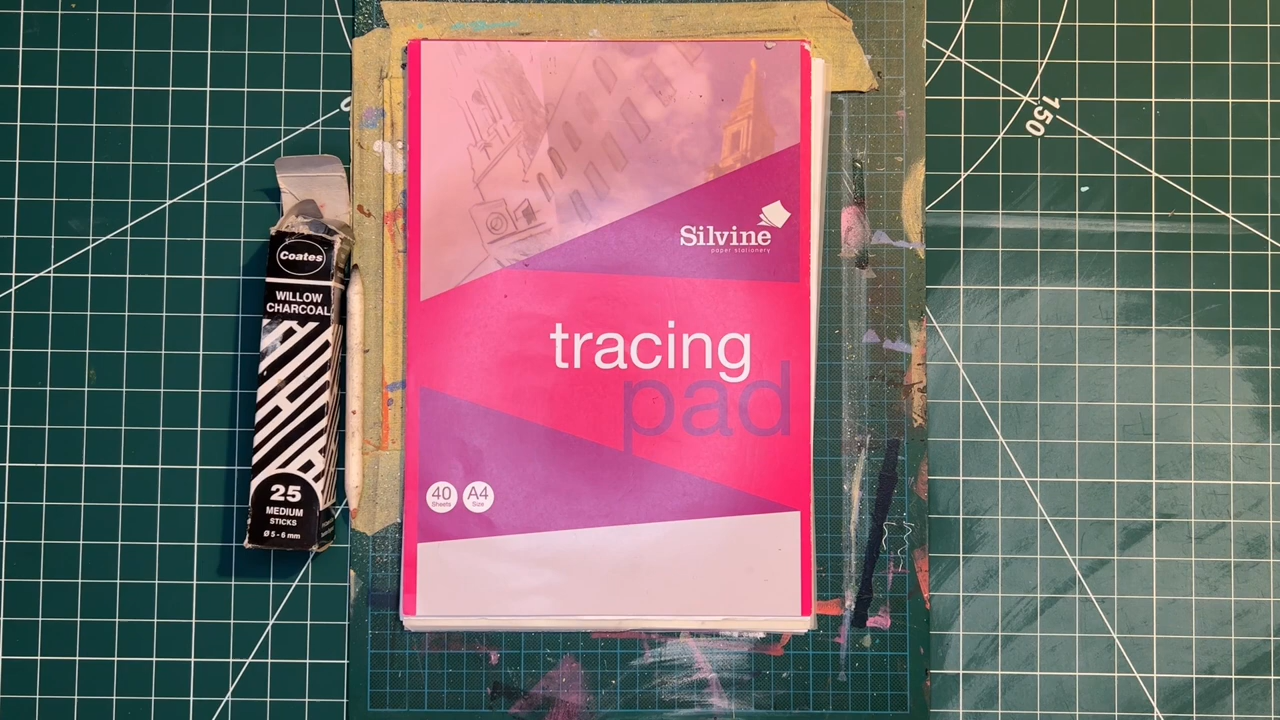 150
Silvine
paper stationery
tracing
pad
40
Sheets
A4
Size
Coates
WILLOW
CHARCOAL
25
MEDIUM
STICKS
Ø 5 - 6 mm